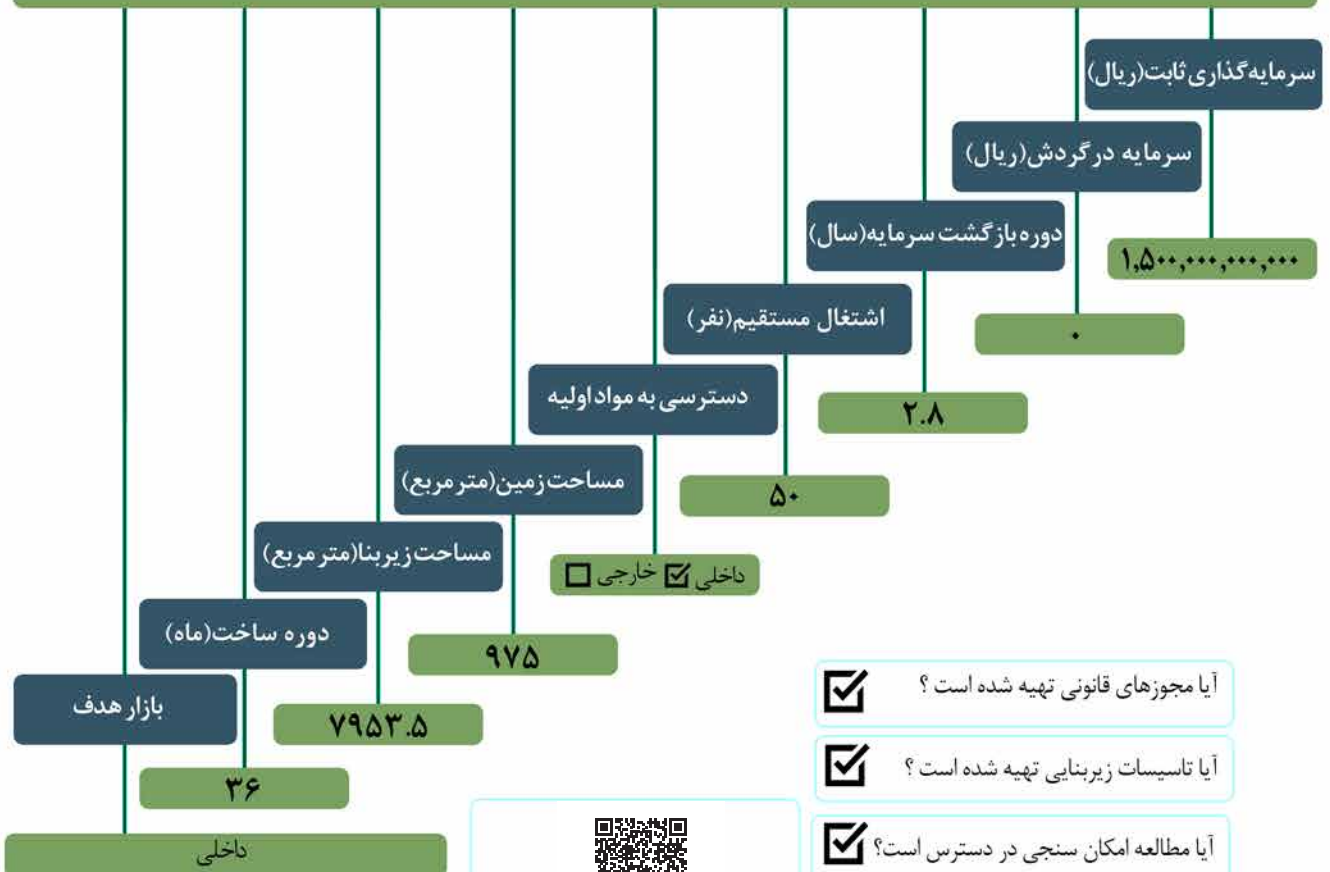 سرمایه‌گذاری ثابت(ریال)
۱,۵۰۰,۰۰۰,۰۰۰,۰۰۰
سرمایه در گردش(ریال)
۰
دوره بازگشت سرمایه(سال)
۲.۸
اشتغال مستقیم(نفر)
۵۰
دسترسی به مواد اولیه
داخلی ☑ خارجی ☐
مساحت زمین(متر مربع)
۹۷۵
مساحت زیربنا(متر مربع)
۷۹۵۳.۵
دوره ساخت(ماه)
۳۶
بازار هدف
داخلی
آیا مجوزهای قانونی تهیه شده است ؟ ☑
آیا تاسیسات زیربنایی تهیه شده است ؟ ☑
آیا مطالعه امکان سنجی در دسترس است؟ ☑